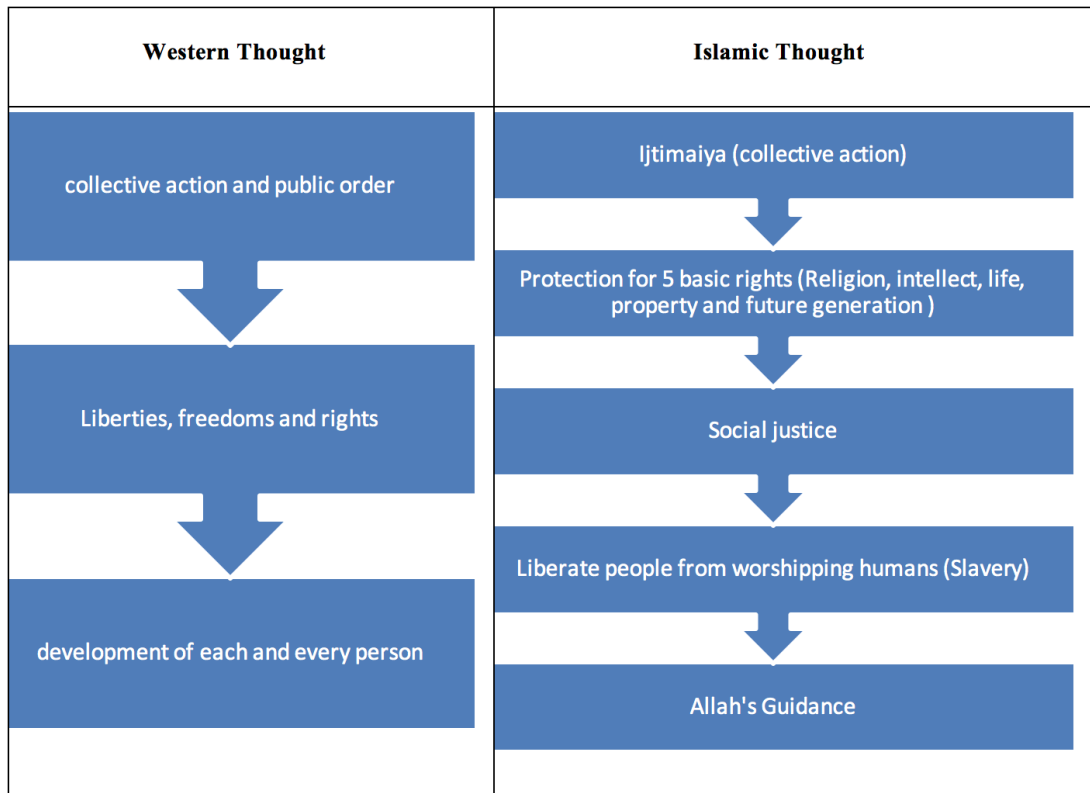 Western Thought
collective action and public order
Liberties, freedoms and rights
development of each and every person
Islamic Thought
Ijtimaiya (collective action)
Protection for 5 basic rights (Religion, intellect, life,
property and future generation )
Social justice
Liberate people from worshipping humans (Slavery)
Allah's Guidance